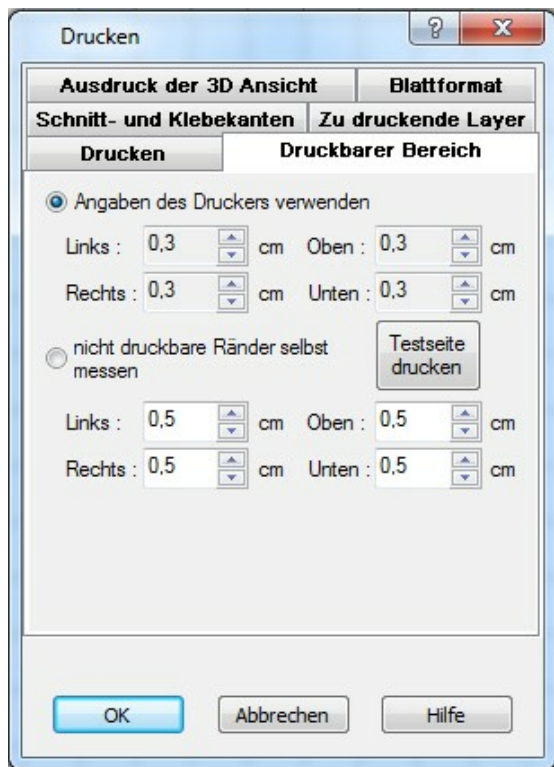 Drucken
?
X
Ausdruck der 3D Ansicht Blattformat
Schnitt- und Klebekanten Zu druckende Layer
Drucken Druckbarer Bereich
Angaben des Druckers verwenden
Links : 0,3 cm Oben : 0,3 cm
Rechts : 0,3 cm Unten : 0,3 cm
nicht druckbare Ränder selbst
messen
Testseite
drucken
Links : 0,5 cm Oben : 0,5 cm
Rechts : 0,5 cm Unten : 0,5 cm
OK Abbrechen Hilfe